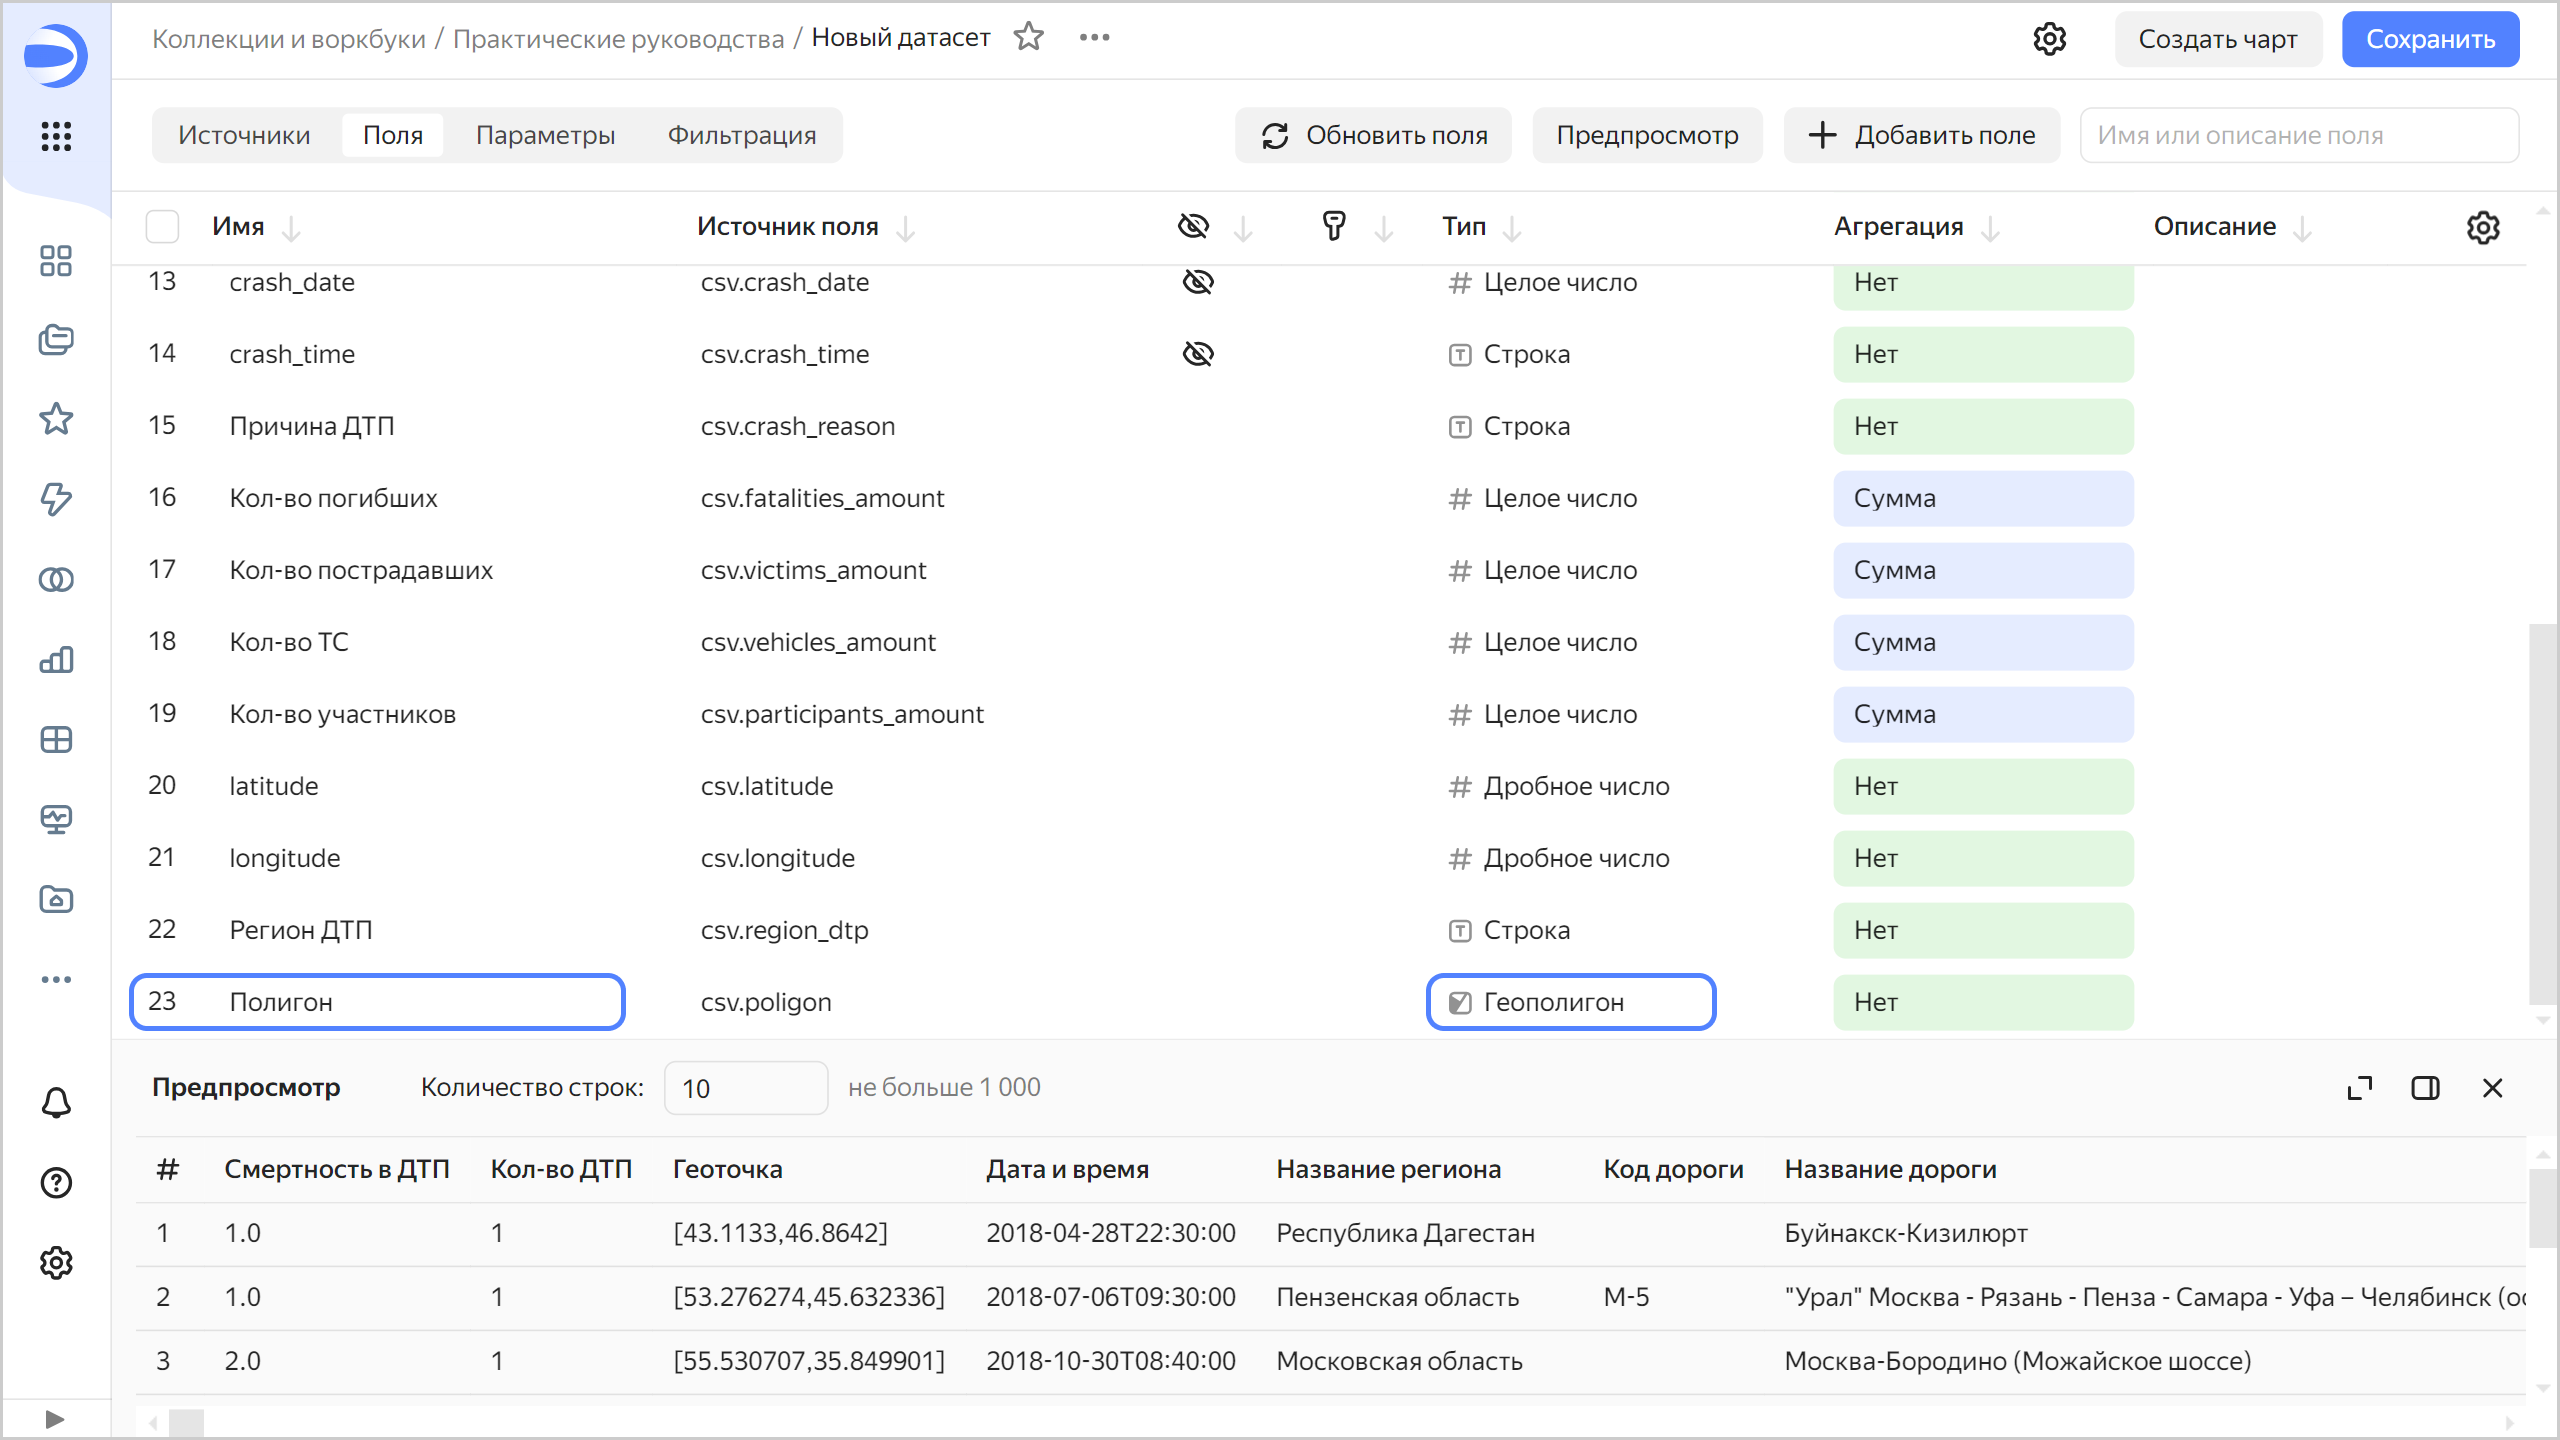 Коллекции и воркбуки / Практические руководства / Новый датасет
Создать чарт
Сохранить
Источники Поля Параметры Фильтрация
Обновить поля
Предпросмотр
Добавить поле
Имя или описание поля
Имя Источник поля Тип Агрегация Описание
13 crash_date csv.crash_date Целое число Нет
14 crash_time csv.crash_time Строка Нет
15 Причина ДТП csv.crash_reason Строка Нет
16 Кол-во погибших csv.fatalities_amount Целое число Сумма
17 Кол-во пострадавших csv.victims_amount Целое число Сумма
18 Кол-во ТС csv.vehicles_amount Целое число Сумма
19 Кол-во участников csv.participants_amount Целое число Сумма
20 latitude csv.latitude Дробное число Нет
21 longitude csv.longitude Дробное число Нет
22 Регион ДТП csv.region_dtp Строка Нет
23 Полигон csv.poligon Геополигон Нет
Предпросмотр Количество строк: 10 не больше 1 000
# Смертность в ДТП Кол-во ДТП Геоточка Дата и время Название региона Код дороги Название дороги
1 1.0 1 [43.1133,46.8642] 2018-04-28T22:30:00 Республика Дагестан Буйнакск-Кизилюрт
2 1.0 1 [53.276274,45.632336] 2018-07-06T09:30:00 Пензенская область М-5 "Урал" Москва - Рязань - Пенза - Самара - Уфа – Челябинск
3 2.0 1 [55.530707,35.849901] 2018-10-30T08:40:00 Московская область Москва-Бородино (Можайское шоссе)